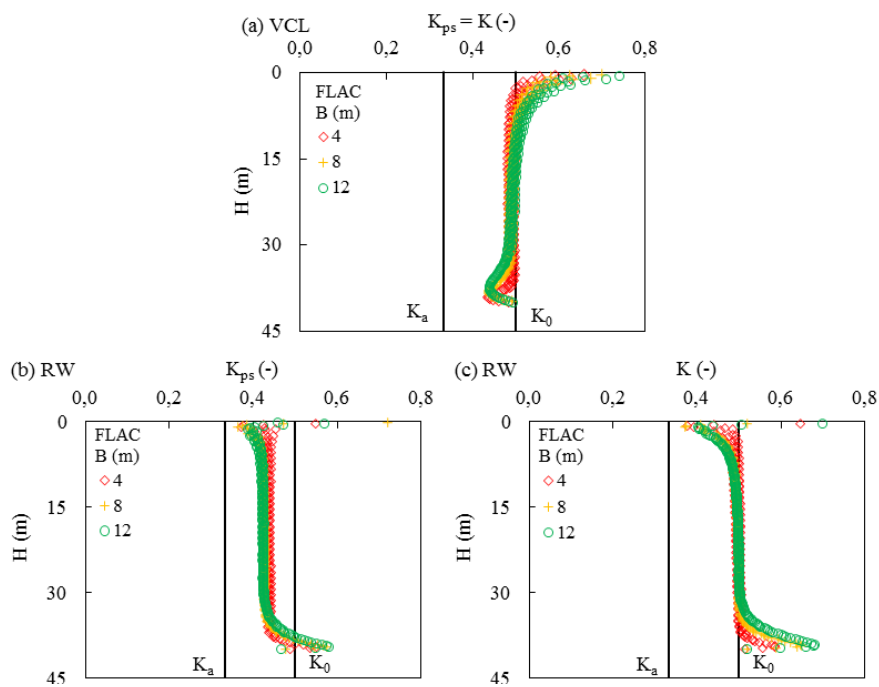 (a) VCL
Kps = K (-)
0,0 0,2 0,4 0,6 0,8
0
15
30
45
H (m)
FLAC
B (m)
4
8
12
Ka
K0
(b) RW
Kps (-)
0,0 0,2 0,4 0,6 0,8
0
15
30
45
H (m)
FLAC
B (m)
4
8
12
Ka
K0
(c) RW
K (-)
0,0 0,2 0,4 0,6 0,8
0
15
30
45
H (m)
FLAC
B (m)
4
8
12
Ka
K0